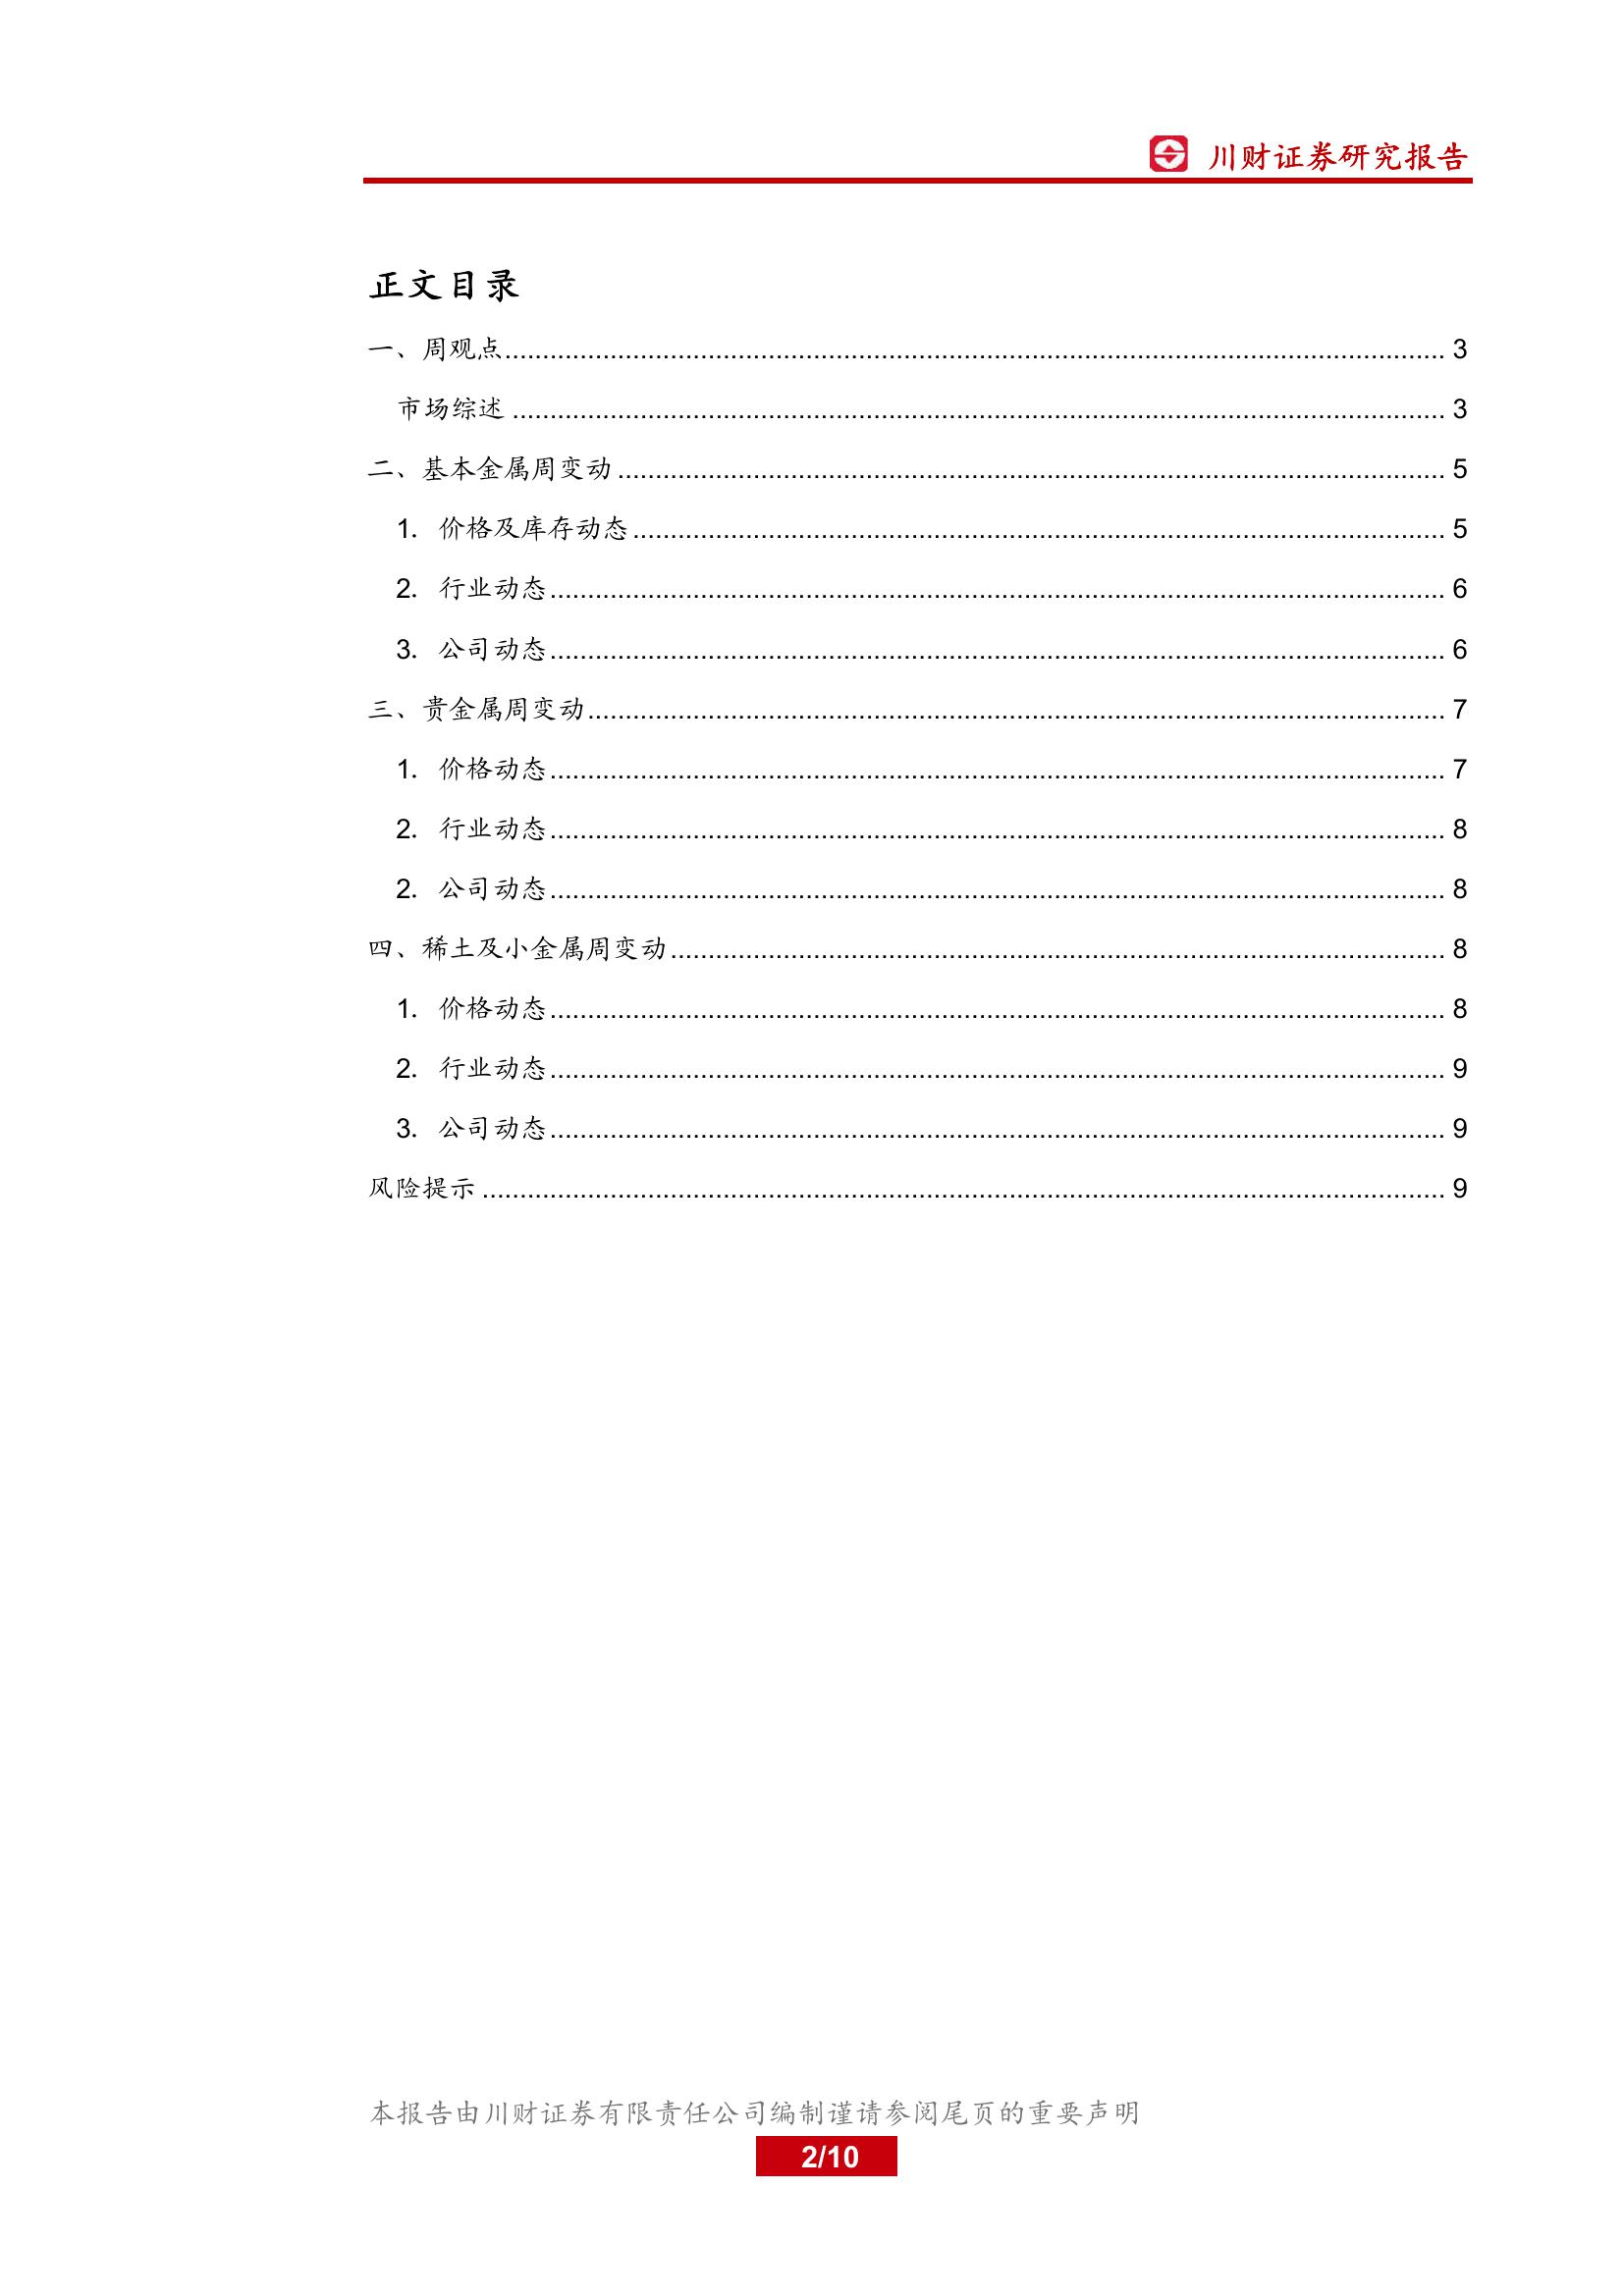 川财证券研究报告
正文目录
一、周观点................................................ 3
市场综述 ................................................ 3
二、基本金属周变动 ................................................ 5
1. 价格及库存动态 ................................................ 5
2. 行业动态 ................................................ 6
3. 公司动态 ................................................ 6
三、贵金属周变动 ................................................ 7
1. 价格动态 ................................................ 7
2. 行业动态 ................................................ 8
2. 公司动态 ................................................ 8
四、稀土及小金属周变动 ................................................ 8
1. 价格动态 ................................................ 8
2. 行业动态 ................................................ 9
3. 公司动态 ................................................ 9
风险提示 ................................................ 9
本报告由川财证券有限责任公司编制谨请参阅尾页的重要声明
2/10